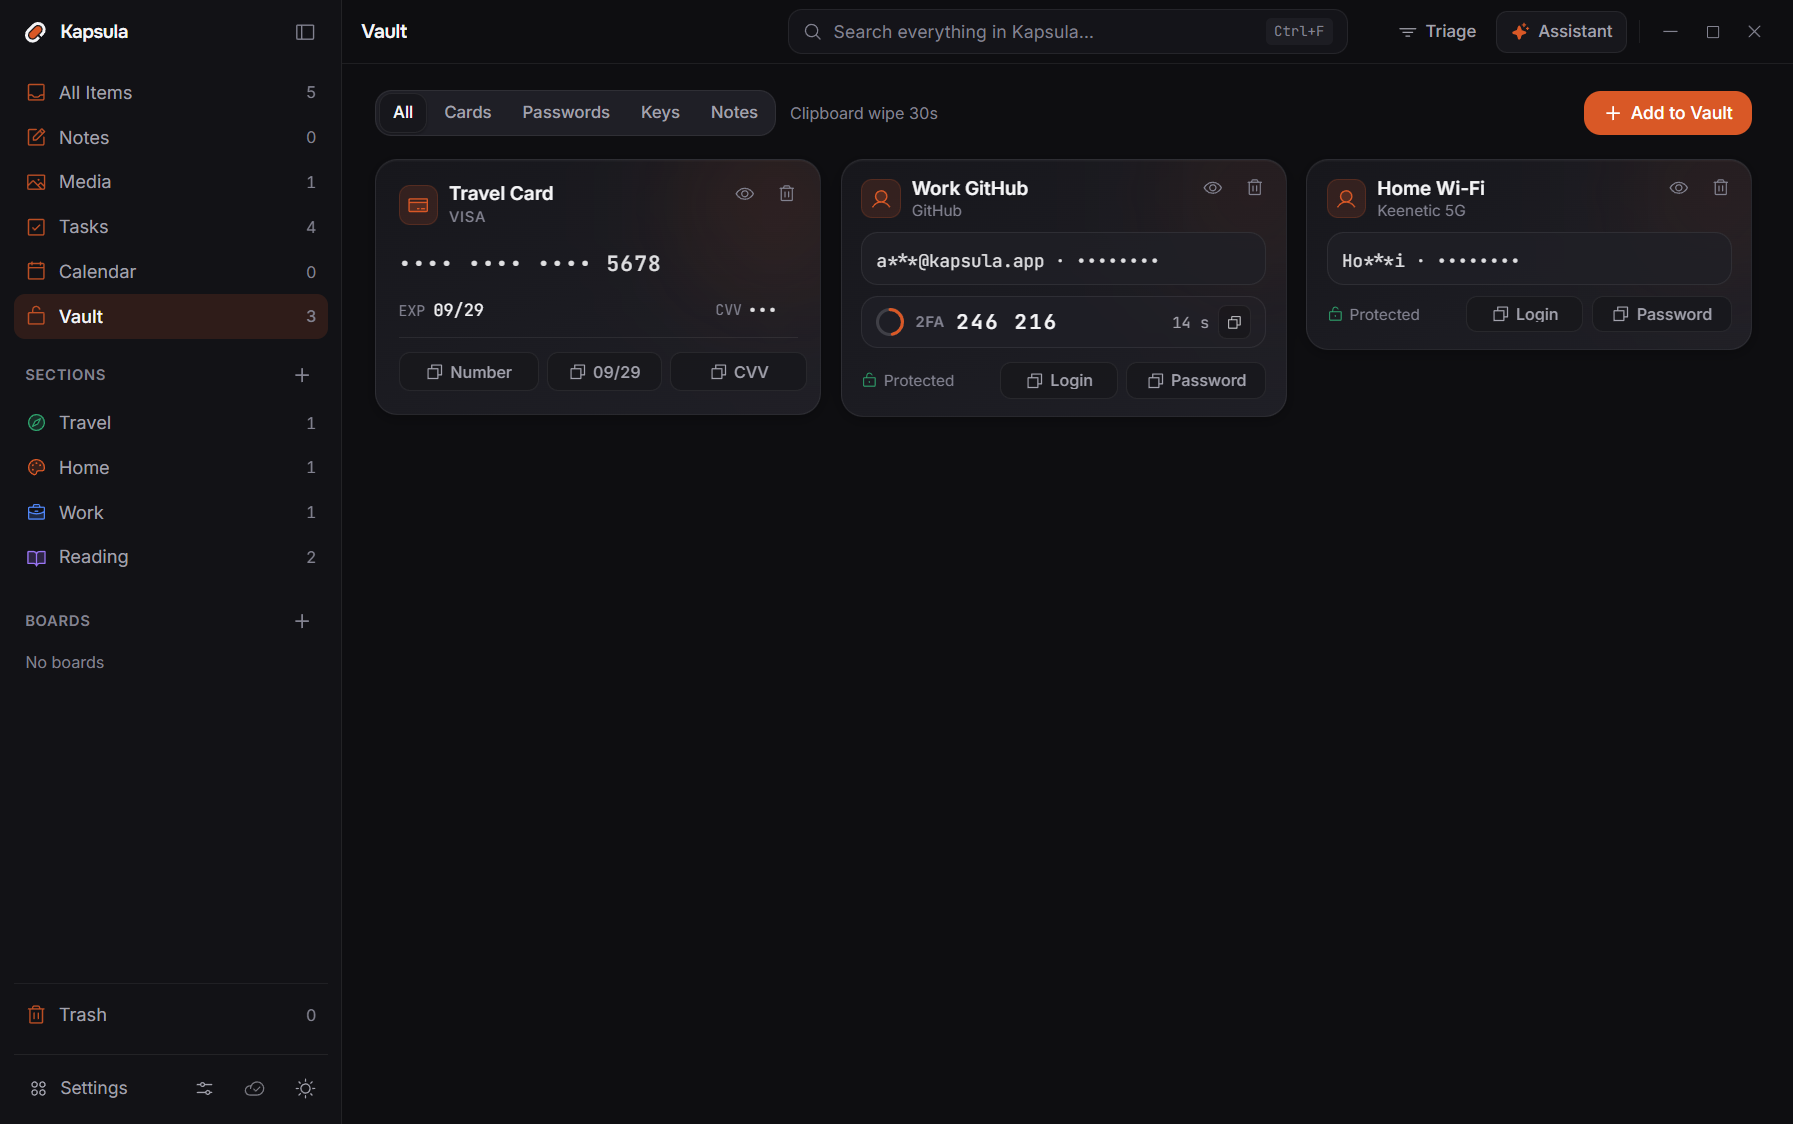 Kapsula
All Items 5
Notes 0
Media 1
Tasks 4
Calendar 0
Vault 3
SECTIONS
Travel 1
Home 1
Work 1
Reading 2
BOARDS
No boards
Trash 0
Settings
Vault
Search everything in Kapsula... Ctrl+F
Triage
Assistant
All Cards Passwords Keys Notes
Clipboard wipe 30s
+ Add to Vault
Travel Card
VISA
•••• •••• •••• 5678
EXP 09/29 CVV •••
Number 09/29 CVV
Work GitHub
GitHub
a***@kapsula.app · ••••••••
2FA 246 216 14 s
Protected Login Password
Home Wi-Fi
Keenetic 5G
Ho***i · ••••••••
Protected Login Password